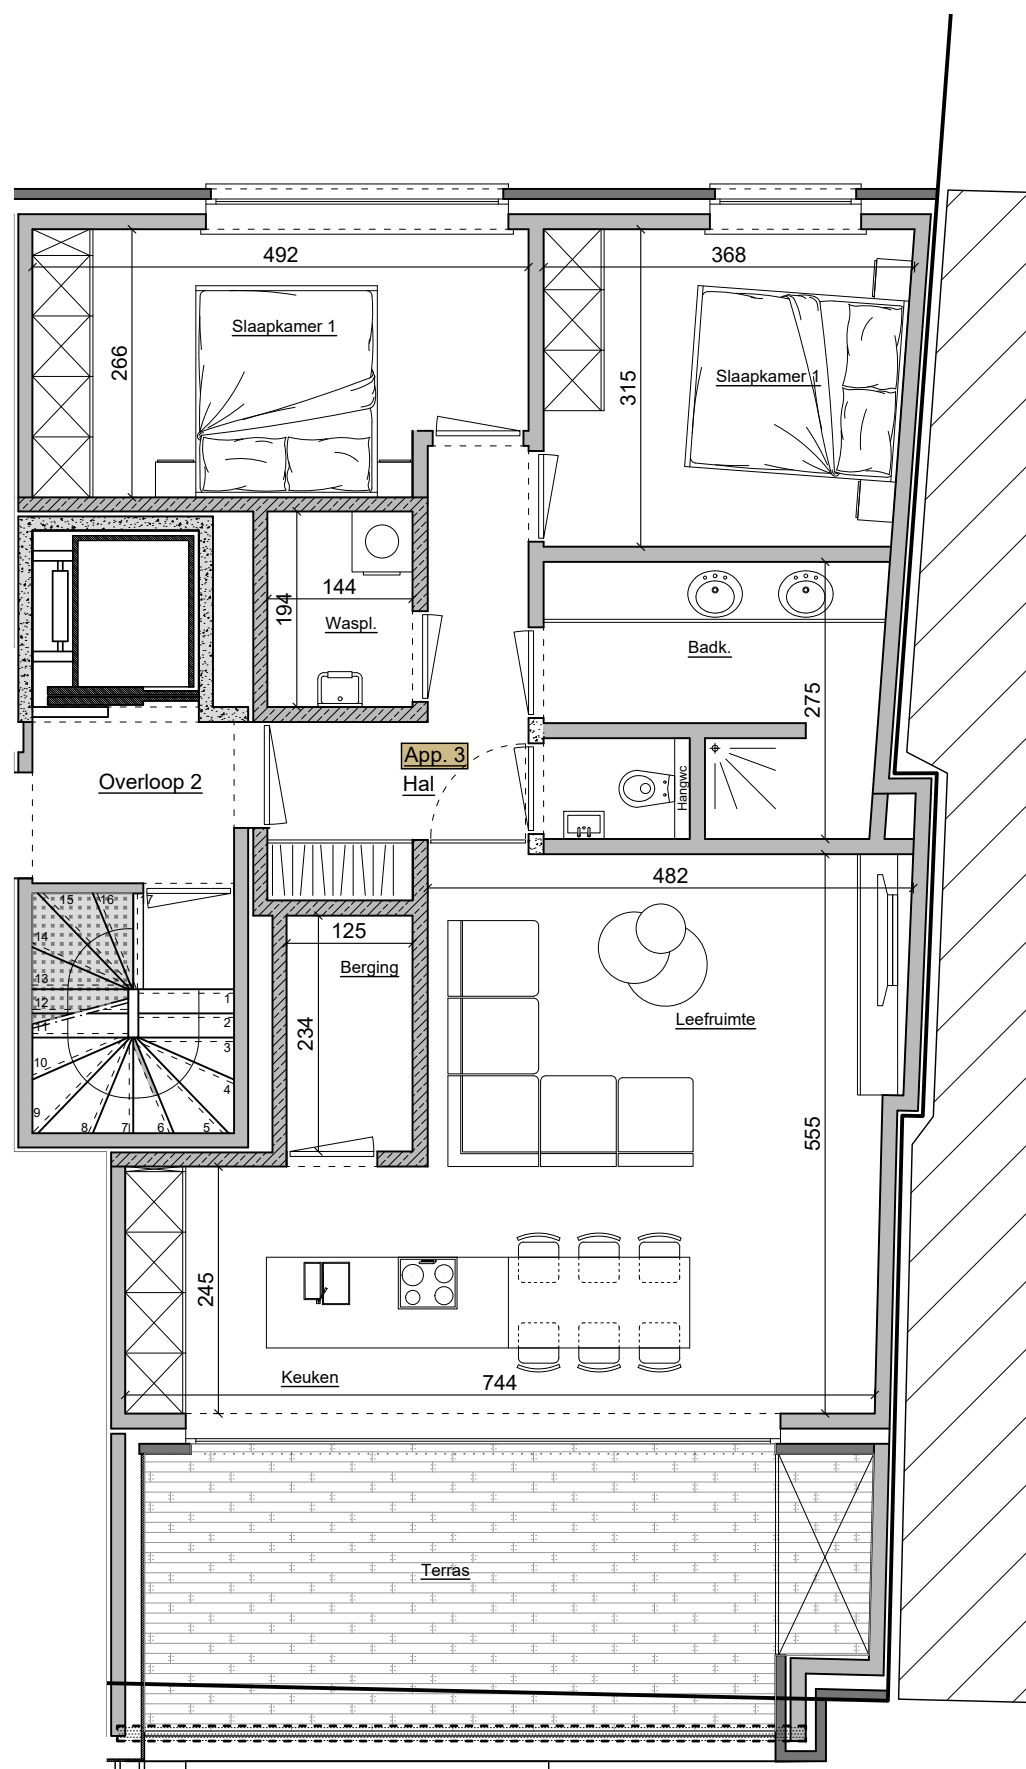 492
368
Slaapkamer 1
266
Slaapkamer 1
315
144
194
Waspl.
Badk.
275
App. 3
Hal
Overloop 2
Hangwc
482
15
16
17
14
13
12
11
10
9
8
7
6
5
4
3
2
1
125
Berging
234
Leefruimte
555
245
Keuken
744
Terras